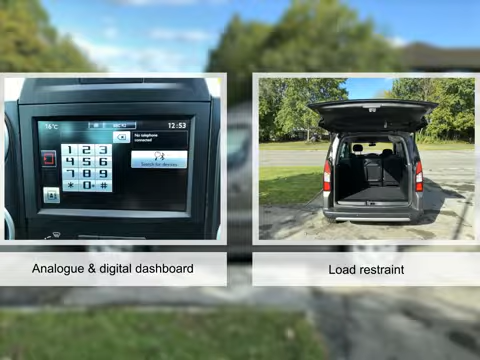 16°C
12:53
No telephone
connected
1 2 3
4 5 6
7 8 9
* 0 #
Search for devices
Analogue & digital dashboard
Load restraint